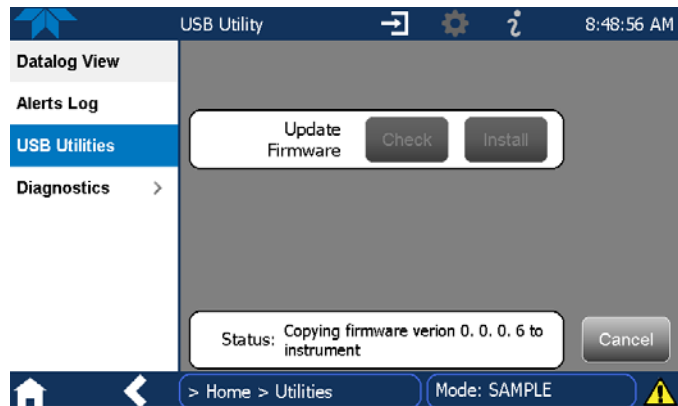 USB Utility
8:48:56 AM
Datalog View
Alerts Log
USB Utilities
Diagnostics >
Update
Firmware
Check
Install
Status: Copying firmware verion 0. 0. 0. 6 to
instrument
Cancel
> Home > Utilities
Mode: SAMPLE